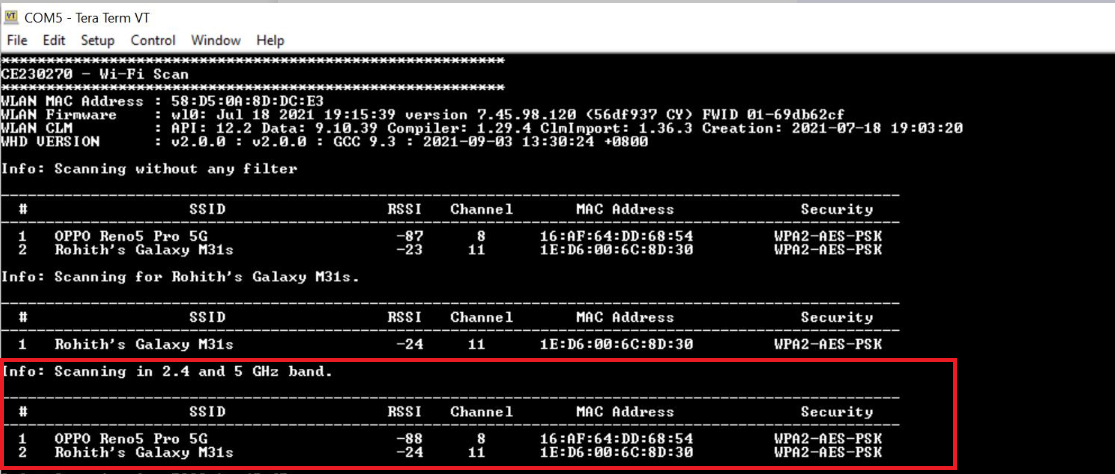 COM5 - Tera Term VT
File Edit Setup Control Window Help
***************************************************************
CE230270 - Wi-Fi Scan
***************************************************************
WLAN MAC Address : 58:D5:0A:8D:DC:E3
WLAN Firmware : wl0: Jul 18 2021 19:15:39 version 7.45.98.120 (56df937 CY) FWID 01-69db62cf
WLAN CLM : API: 12.2 Data: 9.10.39 Compiler: 1.29.4 ClmImport: 1.36.3 Creation: 2021-07-18 19:03:20
WHD VERSION : v2.0.0 : v2.0.0 : GCC 9.3 : 2021-09-03 13:30:24 +0800
Info: Scanning without any filter
# SSID RSSI Channel MAC Address Security
1 OPPO Reno5 Pro 5G -87 8 16:AF:64:DD:68:54 WPA2-AES-PSK
2 Rohith's Galaxy M31s -23 11 1E:D6:00:6C:8D:30 WPA2-AES-PSK
Info: Scanning for Rohith's Galaxy M31s.
# SSID RSSI Channel MAC Address Security
1 Rohith's Galaxy M31s -24 11 1E:D6:00:6C:8D:30 WPA2-AES-PSK
Info: Scanning in 2.4 and 5 GHz band.
# SSID RSSI Channel MAC Address Security
1 OPPO Reno5 Pro 5G -88 8 16:AF:64:DD:68:54 WPA2-AES-PSK
2 Rohith's Galaxy M31s -24 11 1E:D6:00:6C:8D:30 WPA2-AES-PSK